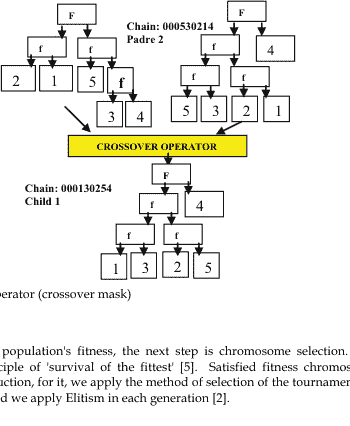 F
F
Chain: 000530214
Padre 2
f
f
f
4
f
f
2
1
5
f
3
4
5
3
2
1
CROSSOVER OPERATOR
F
Chain: 000130254
Child 1
f
4
f
f
1
3
2
5
perator (crossover mask)
population's fitness, the next step is chromosome selection.
ciple of 'survival of the fittest' [5]. Satisfied fitness chromos
uction, for it, we apply the method of selection of the tournam
d we apply Elitism in each generation [2].